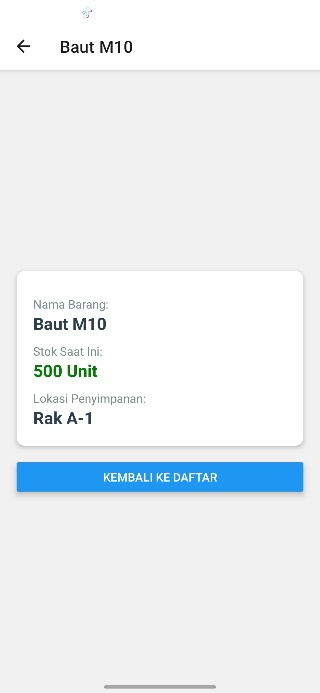 Baut M10
Nama Barang:
Baut M10
Stok Saat Ini:
500 Unit
Lokasi Penyimpanan:
Rak A-1
KEMBALI KE DAFTAR